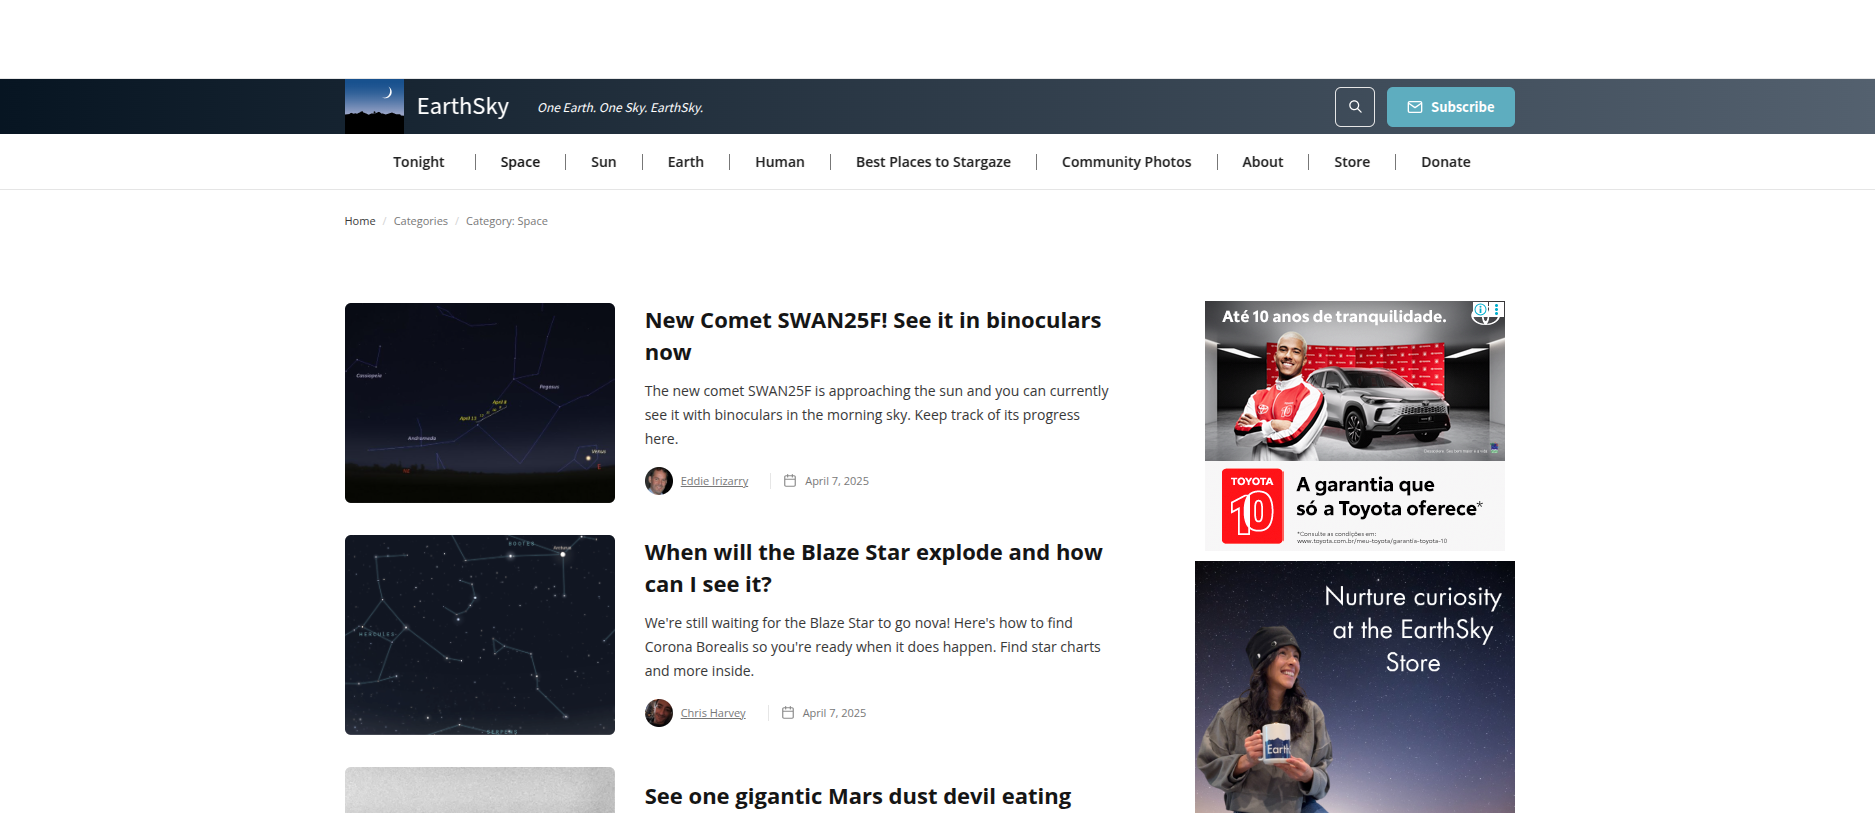 EarthSky
One Earth. One Sky. EarthSky.
Subscribe
Tonight
Space
Sun
Earth
Human
Best Places to Stargaze
Community Photos
About
Store
Donate
Home / Categories / Category: Space
Cassiopeia
Pegasus
April 8
April 13
Andromeda
Venus
NE
E
New Comet SWAN25F! See it in binoculars
now
The new comet SWAN25F is approaching the sun and you can currently
see it with binoculars in the morning sky. Keep track of its progress
here.
Eddie Irizarry
April 7, 2025
BOOTES
HERCULES
SERPENS
When will the Blaze Star explode and how
can I see it?
We're still waiting for the Blaze Star to go nova! Here's how to find
Corona Borealis so you're ready when it does happen. Find star charts
and more inside.
Chris Harvey
April 7, 2025
See one gigantic Mars dust devil eating
Até 10 anos de tranquilidade.
TOYOTA
10
A garantia que
só a Toyota oferece*
*Consulte as condições em:
www.toyota.com.br/meu-toyota/garantia-toyota-10
Nurture curiosity
at the EarthSky
Store
Earth